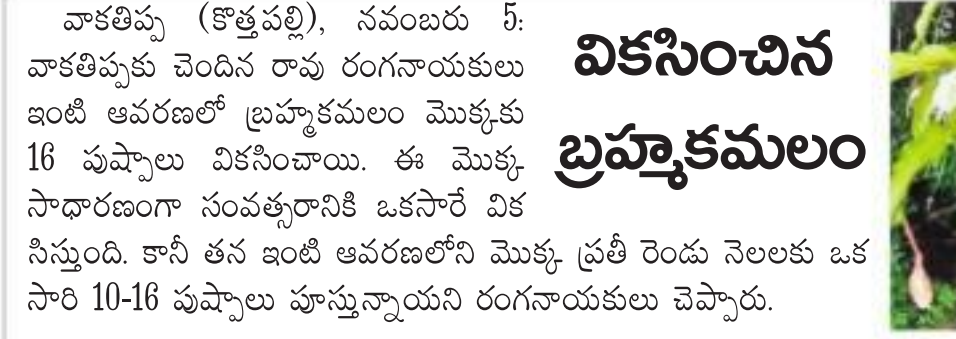 వికసించిన
బ్రహ్మకమలం
వాకతిప్ప (కొత్తపల్లి), నవంబరు 5:
వాకతిప్పకు చెందిన రావు రంగనాయకులు
ఇంటి ఆవరణలో బ్రహ్మకమలం మొక్కకు
16 పుష్పాలు వికసించాయి. ఈ మొక్క
సాధారణంగా సంవత్సరానికి ఒకసారే విక
సిస్తుంది. కానీ తన ఇంటి ఆవరణలోని మొక్క ప్రతీ రెండు నెలలకు ఒక
సారి 10-16 పుష్పాలు పూస్తున్నాయని రంగనాయకులు చెప్పారు.